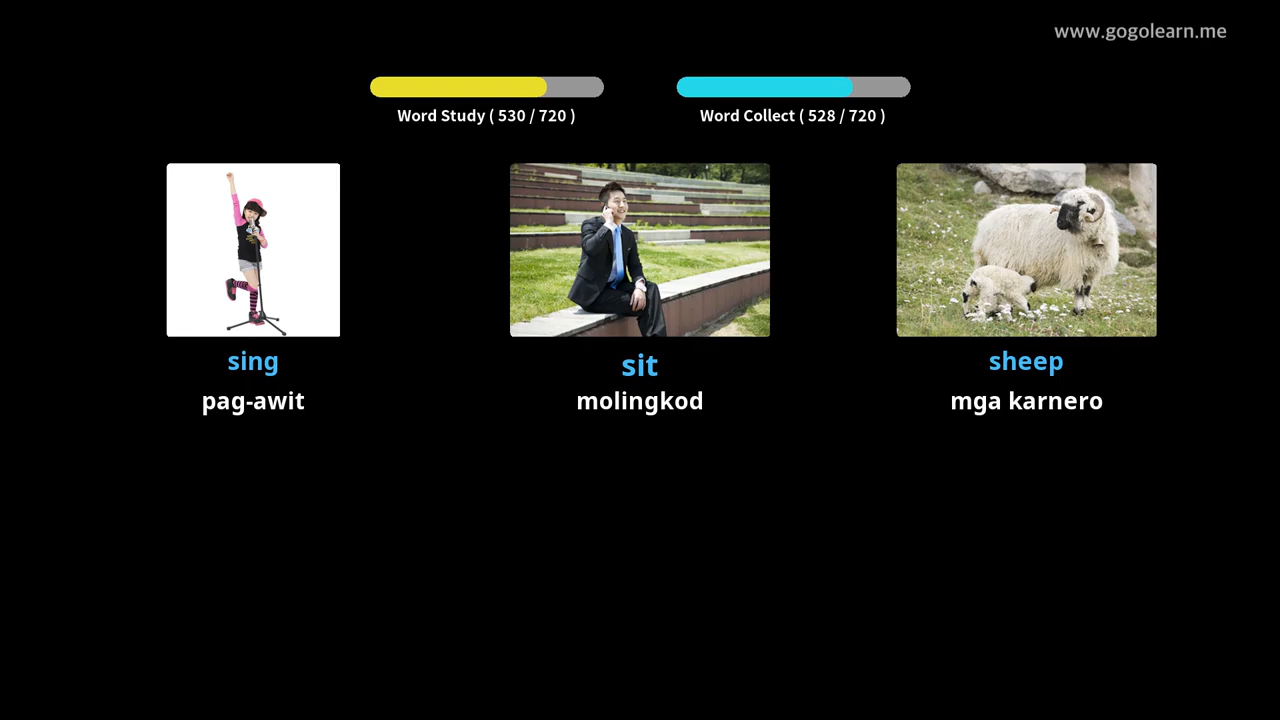 www.gogolearn.me
Word Study ( 530 / 720 )
Word Collect ( 528 / 720 )
sing
sit
sheep
pag-awit
molingkod
mga karnero